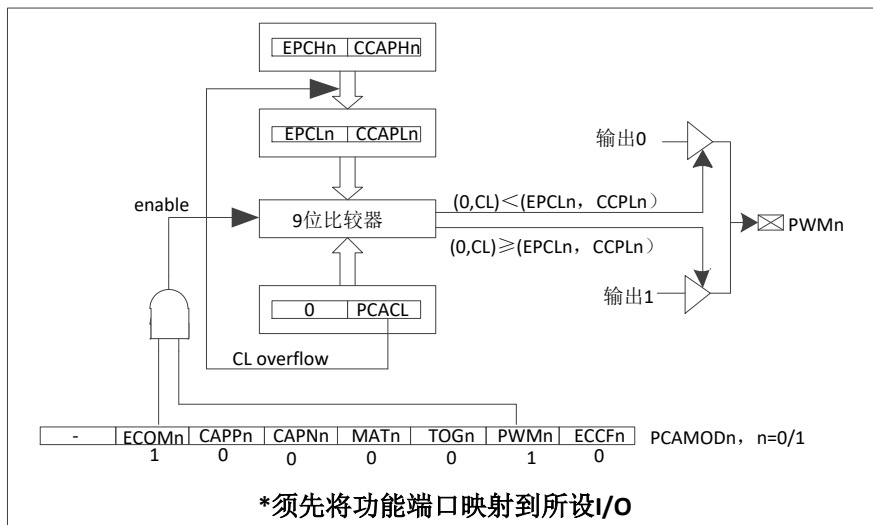 EPCHn CCAPHn
EPCLn CCAPLn
输出0
enable
(0,CL)＜(EPCLn，CCPLn）
9位比较器
PWMn
(0,CL)≥(EPCLn，CCPLn）
输出1
0 PCACL
CL overflow
- ECOMn CAPPn CAPNn MATn TOGn PWMn ECCFn PCAMODn，n=0/1
1 0 0 0 0 1 0
*须先将功能端口映射到所设I/O